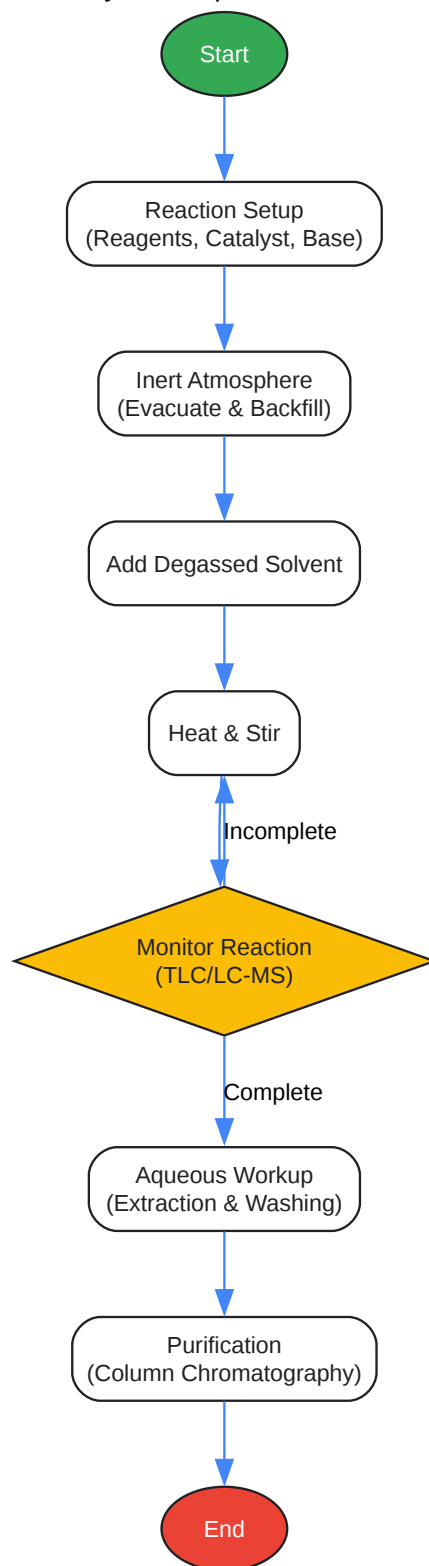 Start
Reaction Setup
(Reagents, Catalyst, Base)
Inert Atmosphere
(Evacuate & Backfill)
Add Degassed Solvent
Heat & Stir
Incomplete
Monitor Reaction
(TLC/LC-MS)
Complete
Aqueous Workup
(Extraction & Washing)
Purification
(Column Chromatography)
End